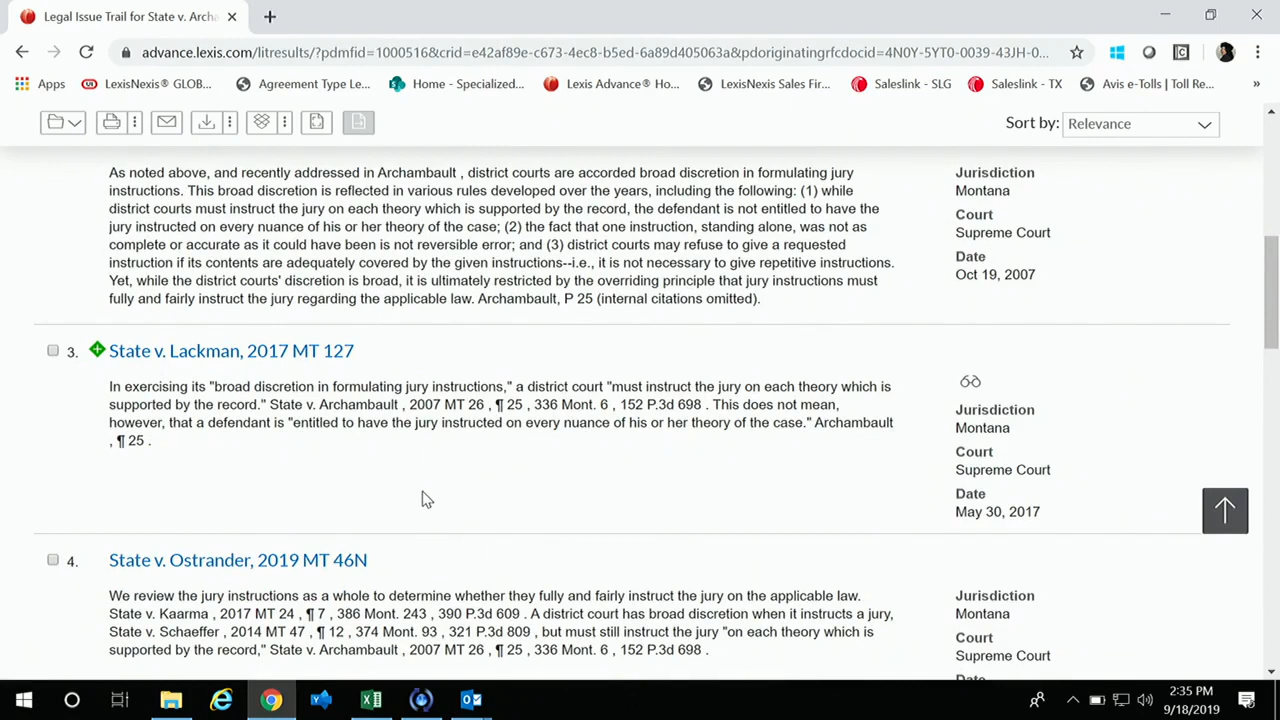 Legal Issue Trail for State v. Archa
advance.lexis.com/litresults/?pdmfid=1000516&crid=e42af89e-c673-4ec8-b5ed-6a89d405063a&pdoriginatingrfcdocid=4N0Y-5YT0-0039-43JH-0...
Apps
LexisNexis® GLOB...
Agreement Type Le...
Home - Specialized...
Lexis Advance® Ho...
LexisNexis Sales Fir...
Saleslink - SLG
Saleslink - TX
Avis e-Tolls | Toll Re...
»
Sort by: Relevance
As noted above, and recently addressed in Archambault , district courts are accorded broad discretion in formulating jury
instructions. This broad discretion is reflected in various rules developed over the years, including the following: (1) while
district courts must instruct the jury on each theory which is supported by the record, the defendant is not entitled to have the
jury instructed on every nuance of his or her theory of the case; (2) the fact that one instruction, standing alone, was not as
complete or accurate as it could have been is not reversible error; and (3) district courts may refuse to give a requested
instruction if its contents are adequately covered by the given instructions--i.e., it is not necessary to give repetitive instructions.
Yet, while the district courts' discretion is broad, it is ultimately restricted by the overriding principle that jury instructions must
fully and fairly instruct the jury regarding the applicable law. Archambault, P 25 (internal citations omitted).
Jurisdiction
Montana
Court
Supreme Court
Date
Oct 19, 2007
3. State v. Lackman, 2017 MT 127
In exercising its "broad discretion in formulating jury instructions," a district court "must instruct the jury on each theory which is
supported by the record." State v. Archambault , 2007 MT 26 , ¶ 25 , 336 Mont. 6 , 152 P.3d 698 . This does not mean,
however, that a defendant is "entitled to have the jury instructed on every nuance of his or her theory of the case." Archambault
, ¶ 25 .
Jurisdiction
Montana
Court
Supreme Court
Date
May 30, 2017
4. State v. Ostrander, 2019 MT 46N
We review the jury instructions as a whole to determine whether they fully and fairly instruct the jury on the applicable law.
State v. Kaarma , 2017 MT 24 , ¶ 7 , 386 Mont. 243 , 390 P.3d 609 . A district court has broad discretion when it instructs a jury,
State v. Schaeffer , 2014 MT 47 , ¶ 12 , 374 Mont. 93 , 321 P.3d 809 , but must still instruct the jury "on each theory which is
supported by the record," State v. Archambault , 2007 MT 26 , ¶ 25 , 336 Mont. 6 , 152 P.3d 698 .
Jurisdiction
Montana
Court
Supreme Court
2:35 PM
9/18/2019